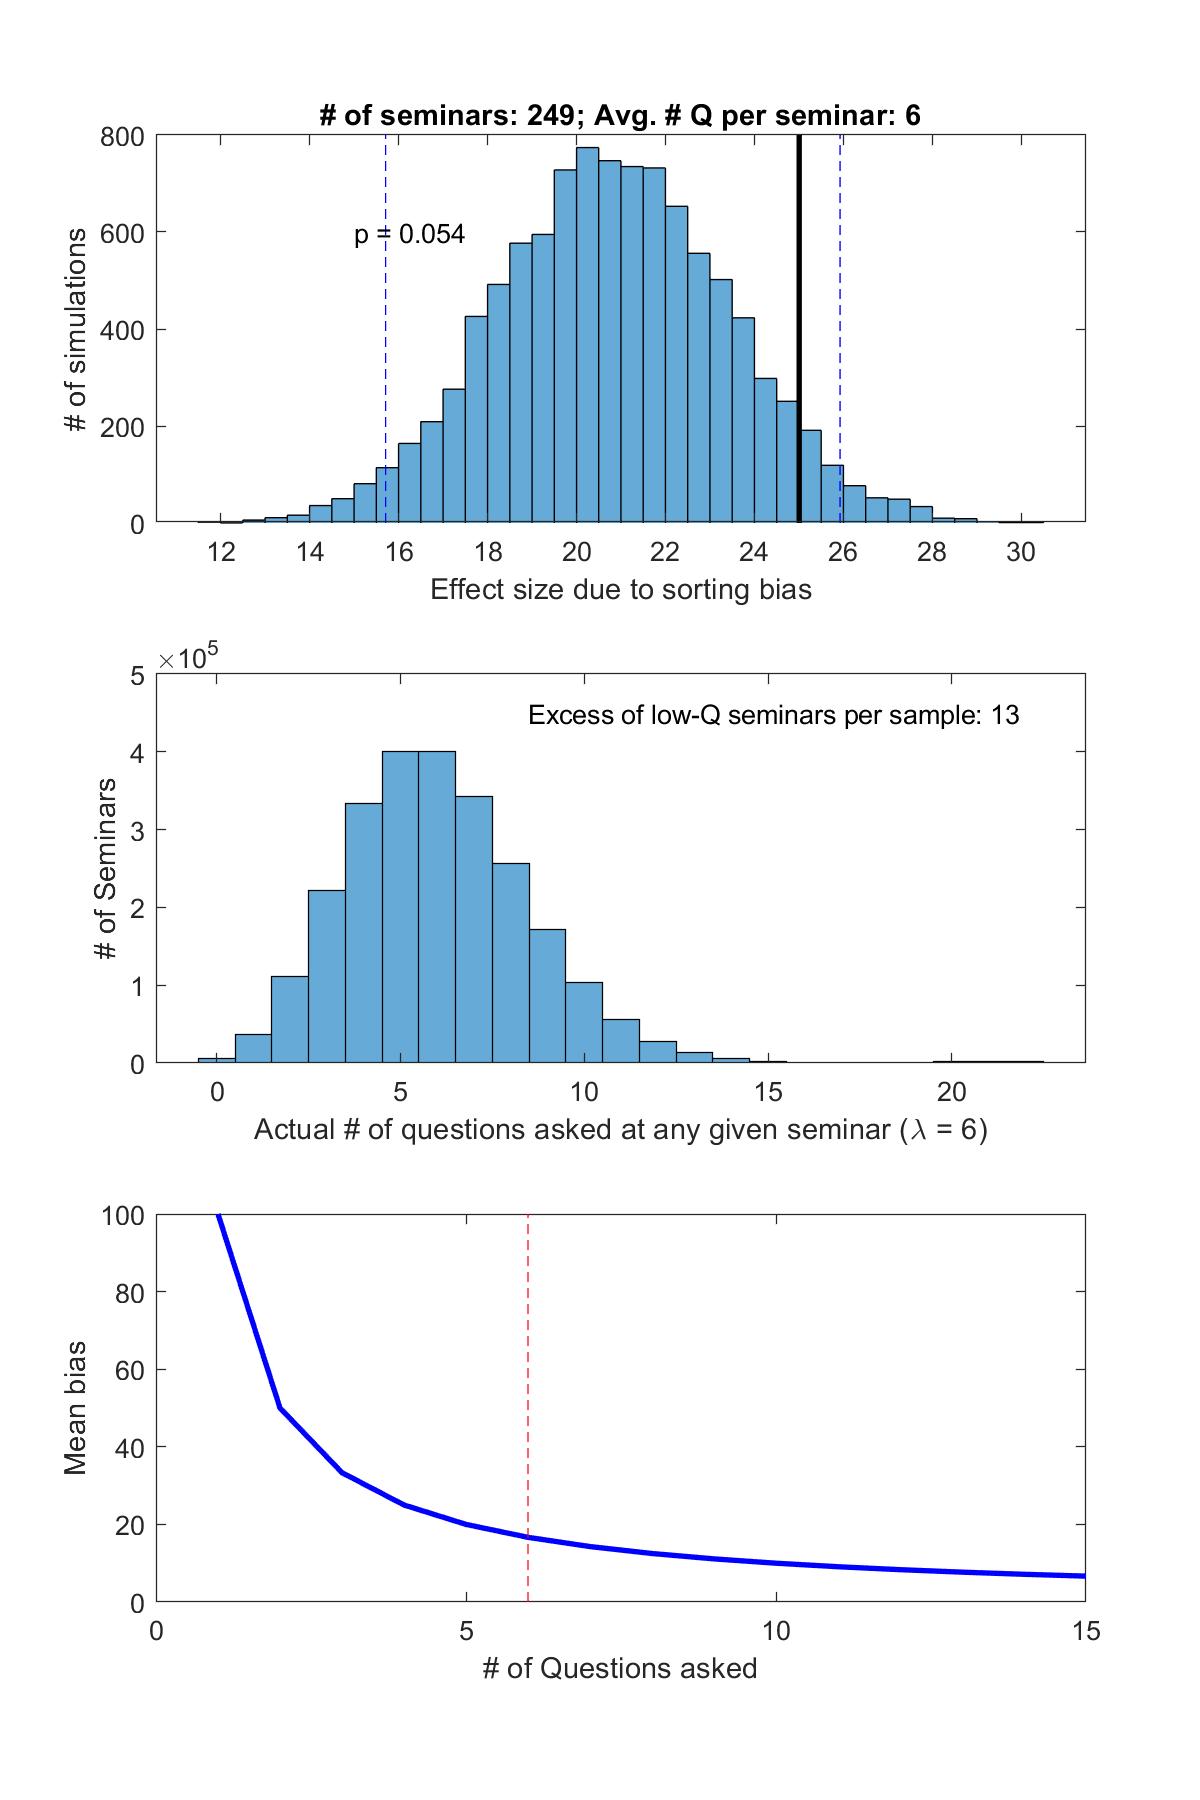 # of seminars: 249; Avg. # Q per seminar: 6
800
600
400
200
0
# of simulations
p = 0.054
12 14 16 18 20 22 24 26 28 30
Effect size due to sorting bias
×10⁵
5
4
3
2
1
0
# of Seminars
Excess of low-Q seminars per sample: 13
0 5 10 15 20
Actual # of questions asked at any given seminar (λ = 6)
100
80
60
40
20
0
Mean bias
0 5 10 15
# of Questions asked